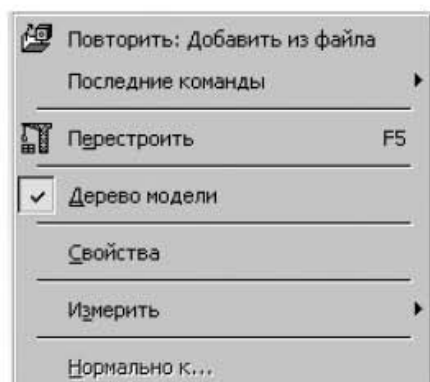 Повторить: Добавить из файла
Последние команды
Перестроить F5
Дерево модели
Свойства
Измерить
Нормально к...